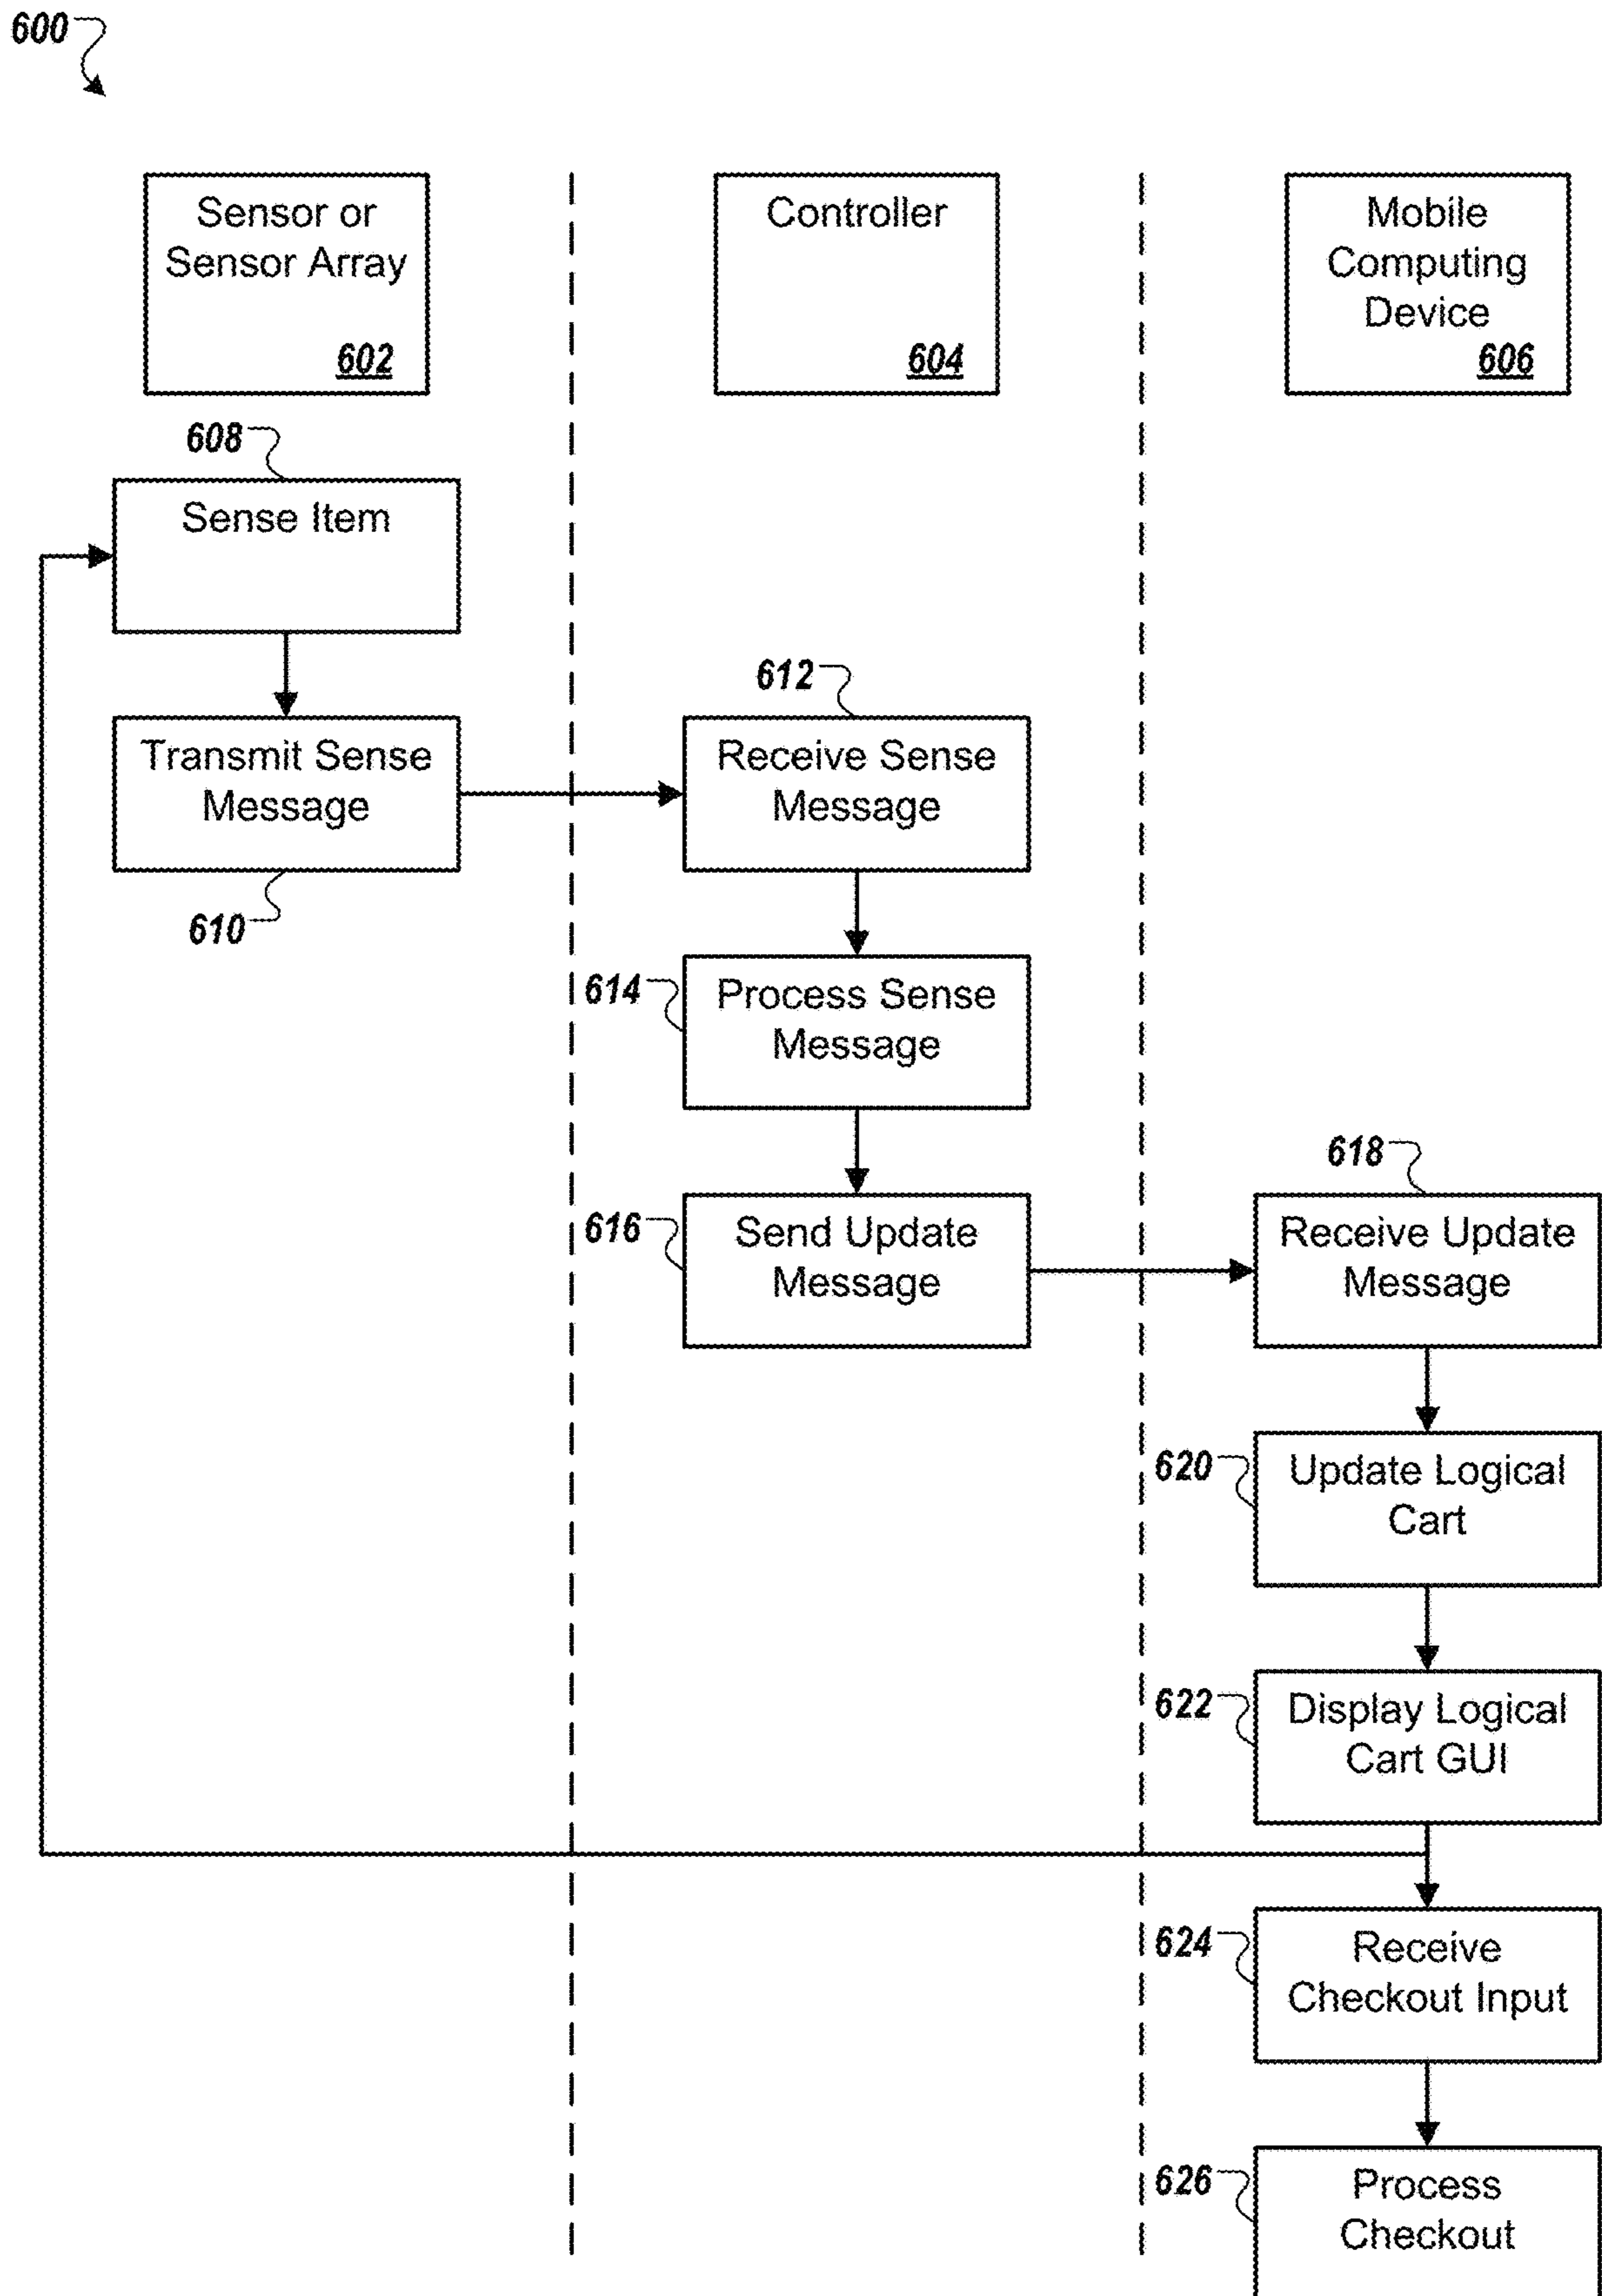 600
Sensor or
Sensor Array
602
Controller
604
Mobile
Computing
Device
606
608
Sense Item
Transmit Sense
Message
610
612
Receive Sense
Message
614
Process Sense
Message
616
Send Update
Message
618
Receive Update
Message
620
Update Logical
Cart
622
Display Logical
Cart GUI
624
Receive
Checkout Input
626
Process
Checkout